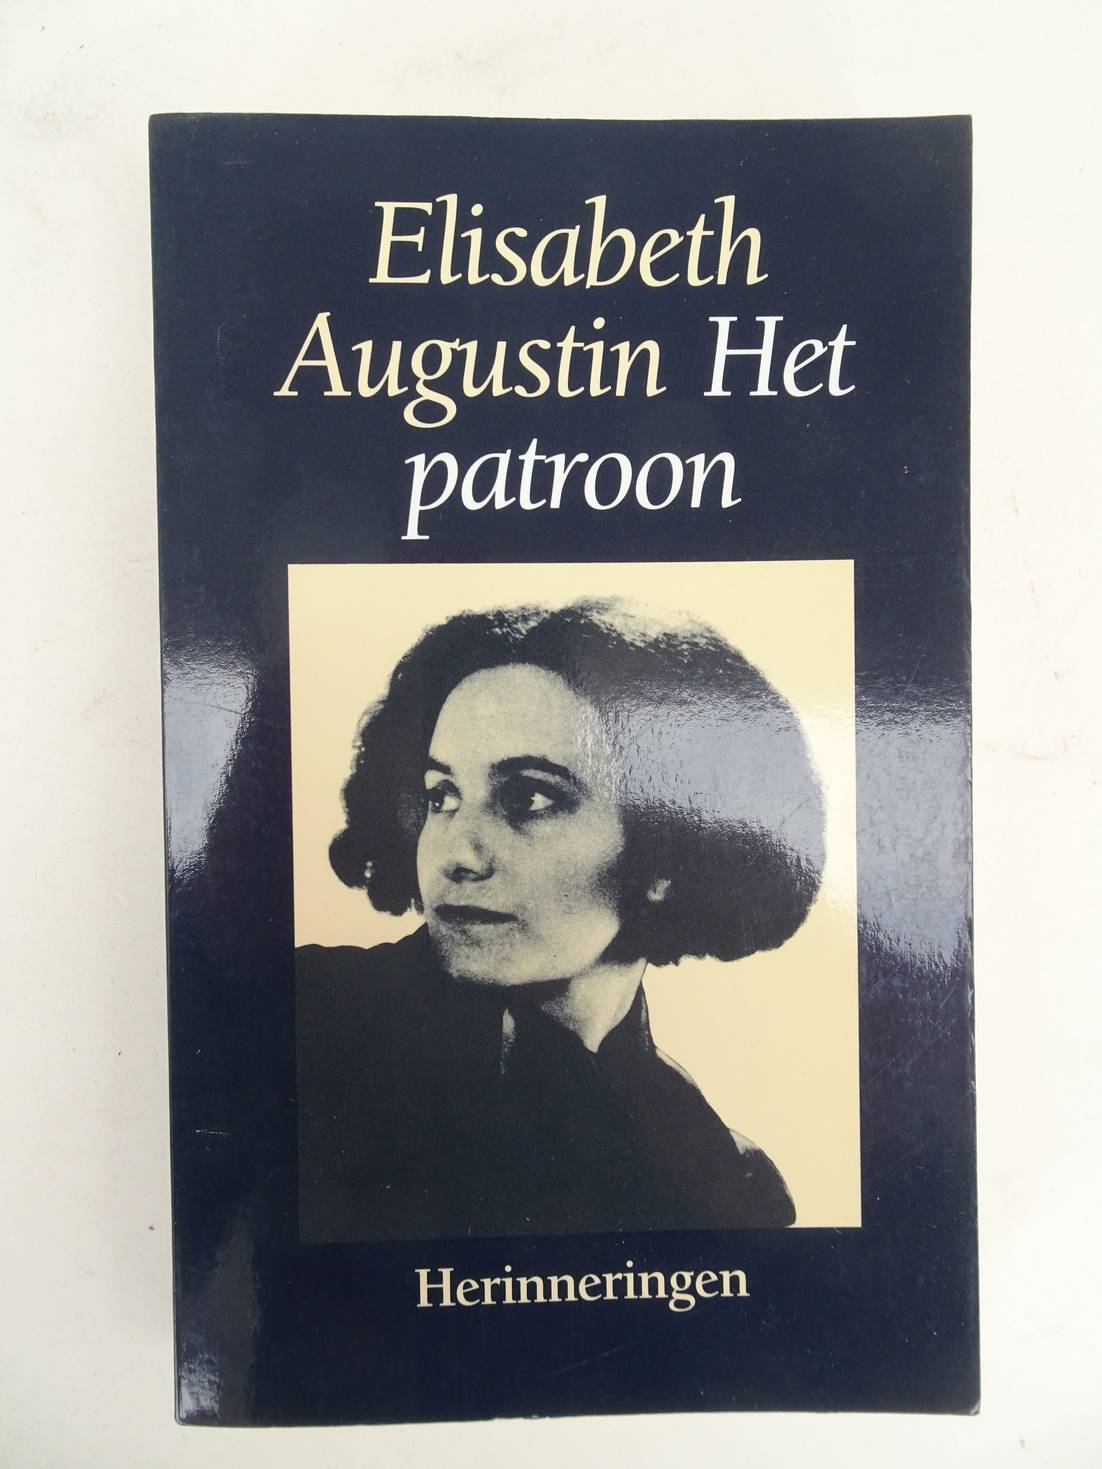 Elisabeth
Augustin Het
patroon
Herinneringen